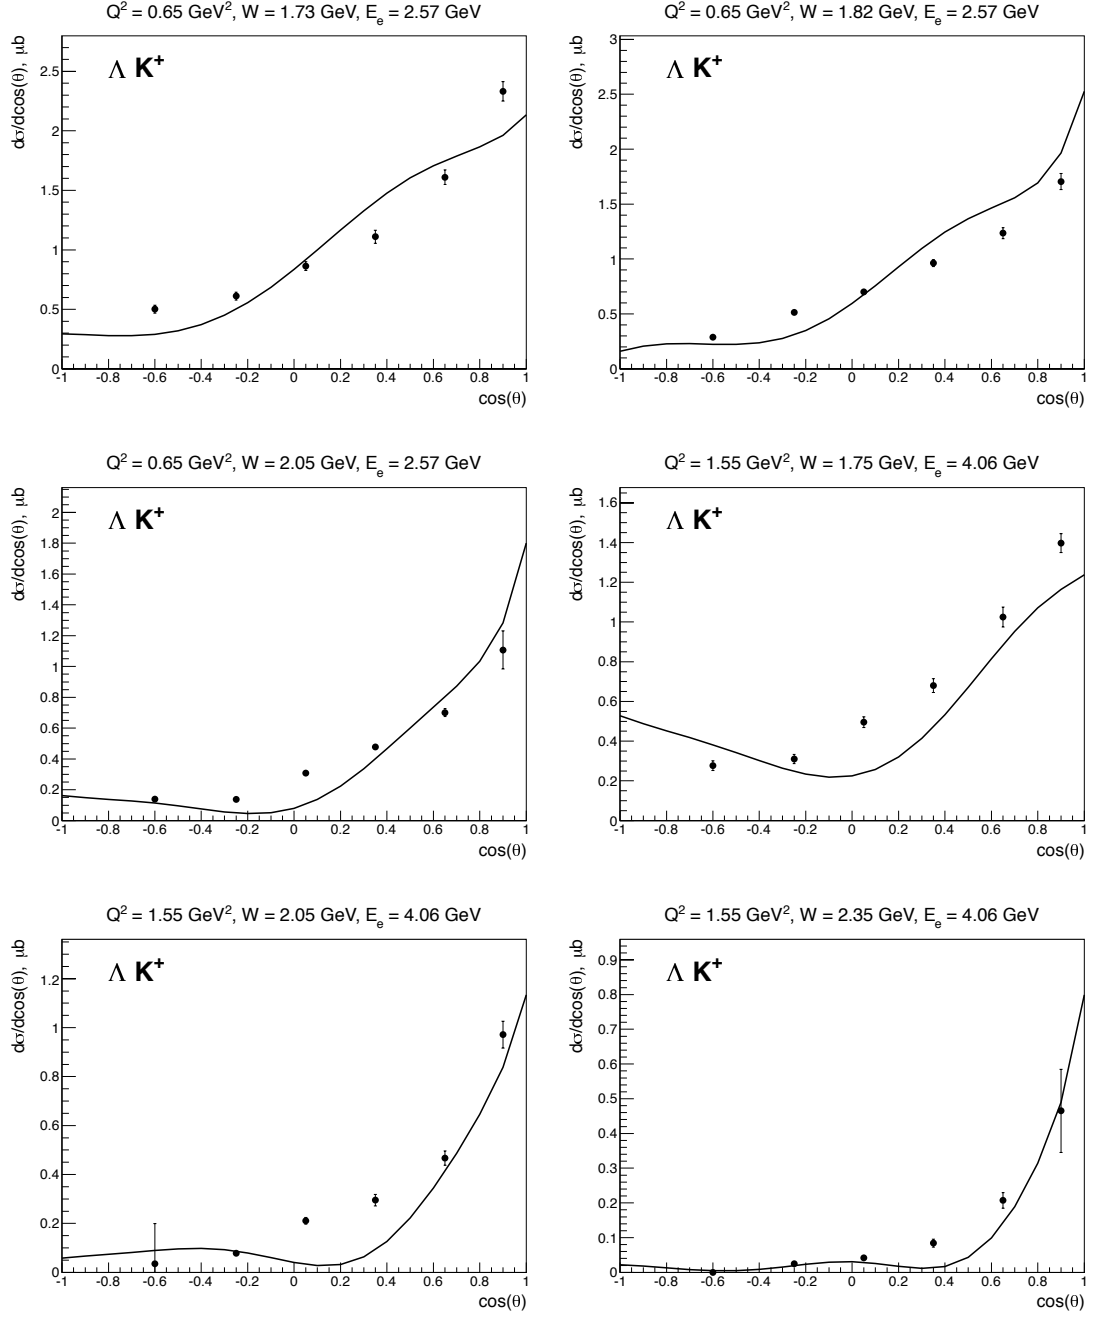 Q² = 0.65 GeV², W = 1.73 GeV, Eₑ = 2.57 GeV
dσ/dcos(θ), μb
Λ K⁺
2.5
2
1.5
1
0.5
0
-1 -0.8 -0.6 -0.4 -0.2 0 0.2 0.4 0.6 0.8 1
cos(θ)
Q² = 0.65 GeV², W = 1.82 GeV, Eₑ = 2.57 GeV
dσ/dcos(θ), μb
Λ K⁺
3
2.5
2
1.5
1
0.5
0
-1 -0.8 -0.6 -0.4 -0.2 0 0.2 0.4 0.6 0.8 1
cos(θ)
Q² = 0.65 GeV², W = 2.05 GeV, Eₑ = 2.57 GeV
dσ/dcos(θ), μb
Λ K⁺
2
1.8
1.6
1.4
1.2
1
0.8
0.6
0.4
0.2
0
-1 -0.8 -0.6 -0.4 -0.2 0 0.2 0.4 0.6 0.8 1
cos(θ)
Q² = 1.55 GeV², W = 1.75 GeV, Eₑ = 4.06 GeV
dσ/dcos(θ), μb
Λ K⁺
1.6
1.4
1.2
1
0.8
0.6
0.4
0.2
0
-1 -0.8 -0.6 -0.4 -0.2 0 0.2 0.4 0.6 0.8 1
cos(θ)
Q² = 1.55 GeV², W = 2.05 GeV, Eₑ = 4.06 GeV
dσ/dcos(θ), μb
Λ K⁺
1.2
1
0.8
0.6
0.4
0.2
0
-1 -0.8 -0.6 -0.4 -0.2 0 0.2 0.4 0.6 0.8 1
cos(θ)
Q² = 1.55 GeV², W = 2.35 GeV, Eₑ = 4.06 GeV
dσ/dcos(θ), μb
Λ K⁺
0.9
0.8
0.7
0.6
0.5
0.4
0.3
0.2
0.1
0
-1 -0.8 -0.6 -0.4 -0.2 0 0.2 0.4 0.6 0.8 1
cos(θ)